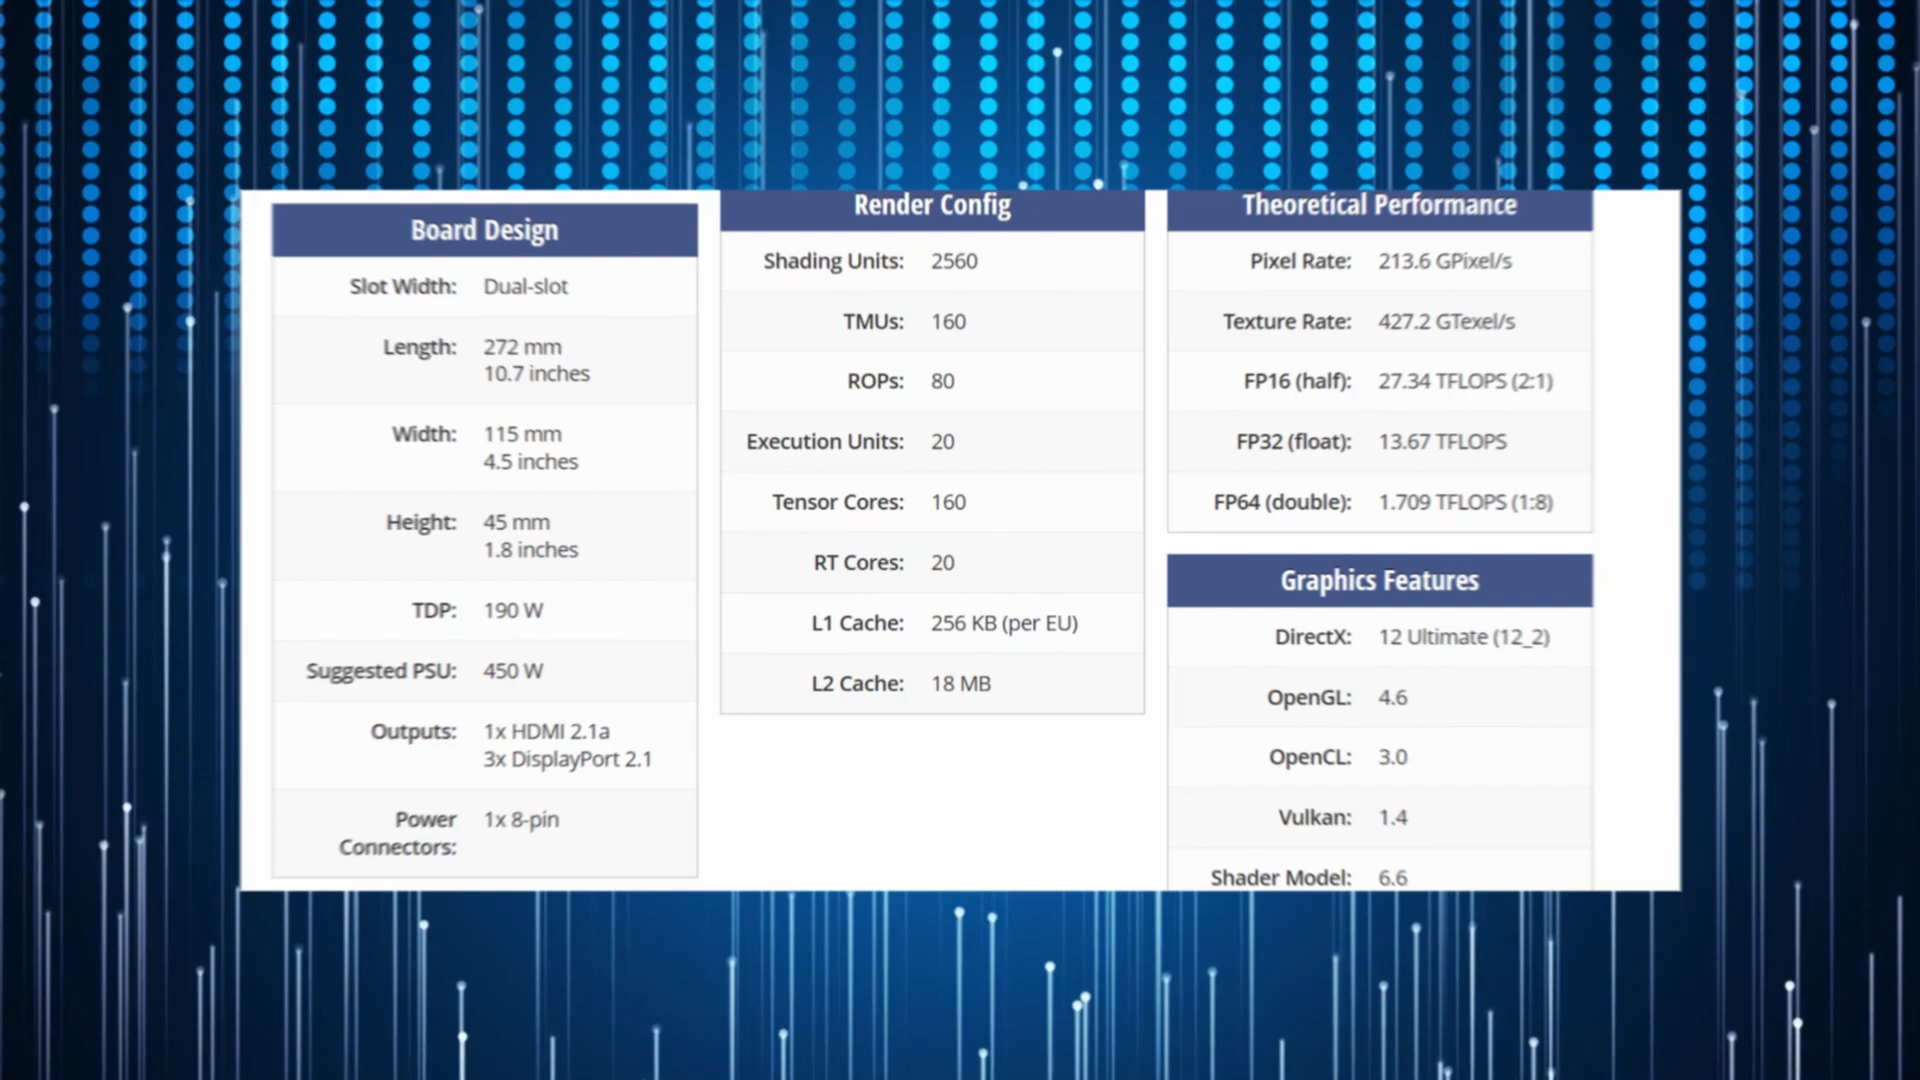 Board Design
Slot Width: Dual-slot
Length: 272 mm
10.7 inches
Width: 115 mm
4.5 inches
Height: 45 mm
1.8 inches
TDP: 190 W
Suggested PSU: 450 W
Outputs: 1x HDMI 2.1a
3x DisplayPort 2.1
Power 1x 8-pin
Connectors:
Render Config
Shading Units: 2560
TMUs: 160
ROPs: 80
Execution Units: 20
Tensor Cores: 160
RT Cores: 20
L1 Cache: 256 KB (per EU)
L2 Cache: 18 MB
Theoretical Performance
Pixel Rate: 213.6 GPixel/s
Texture Rate: 427.2 GTexel/s
FP16 (half): 27.34 TFLOPS (2:1)
FP32 (float): 13.67 TFLOPS
FP64 (double): 1.709 TFLOPS (1:8)
Graphics Features
DirectX: 12 Ultimate (12_2)
OpenGL: 4.6
OpenCL: 3.0
Vulkan: 1.4
Shader Model: 6.6